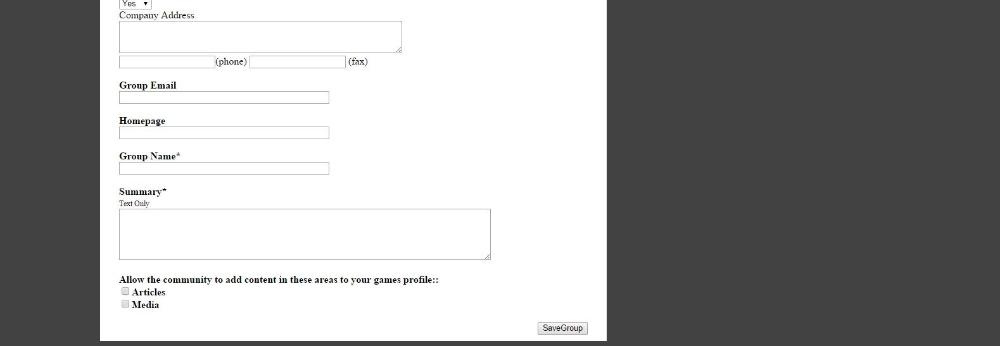 Yes
Company Address
(phone) (fax)
Group Email
Homepage
Group Name*
Summary*
Text Only
Allow the community to add content in these areas to your games profile::
Articles
Media
SaveGroup